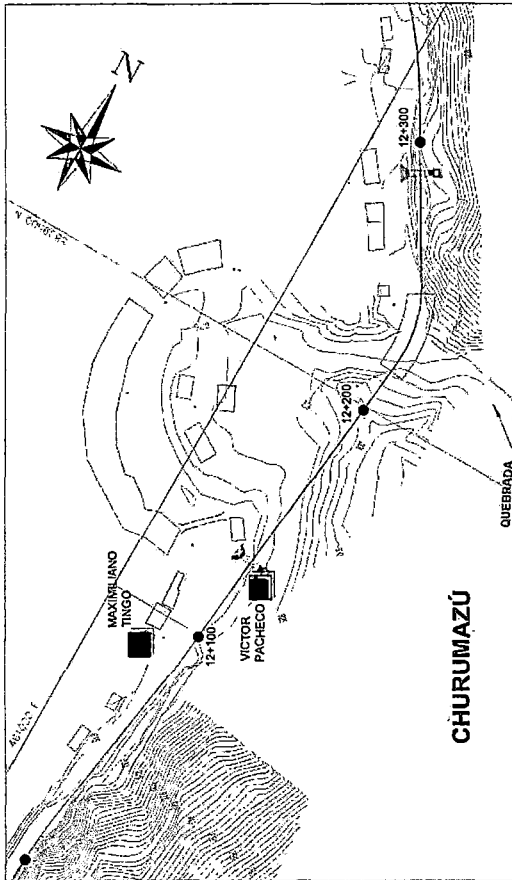 N
12+300
12+200
QUEBRADA
MAXIMILIANO
TINGO
12+100
VICTOR
PACHECO
CHURUMAZÚ